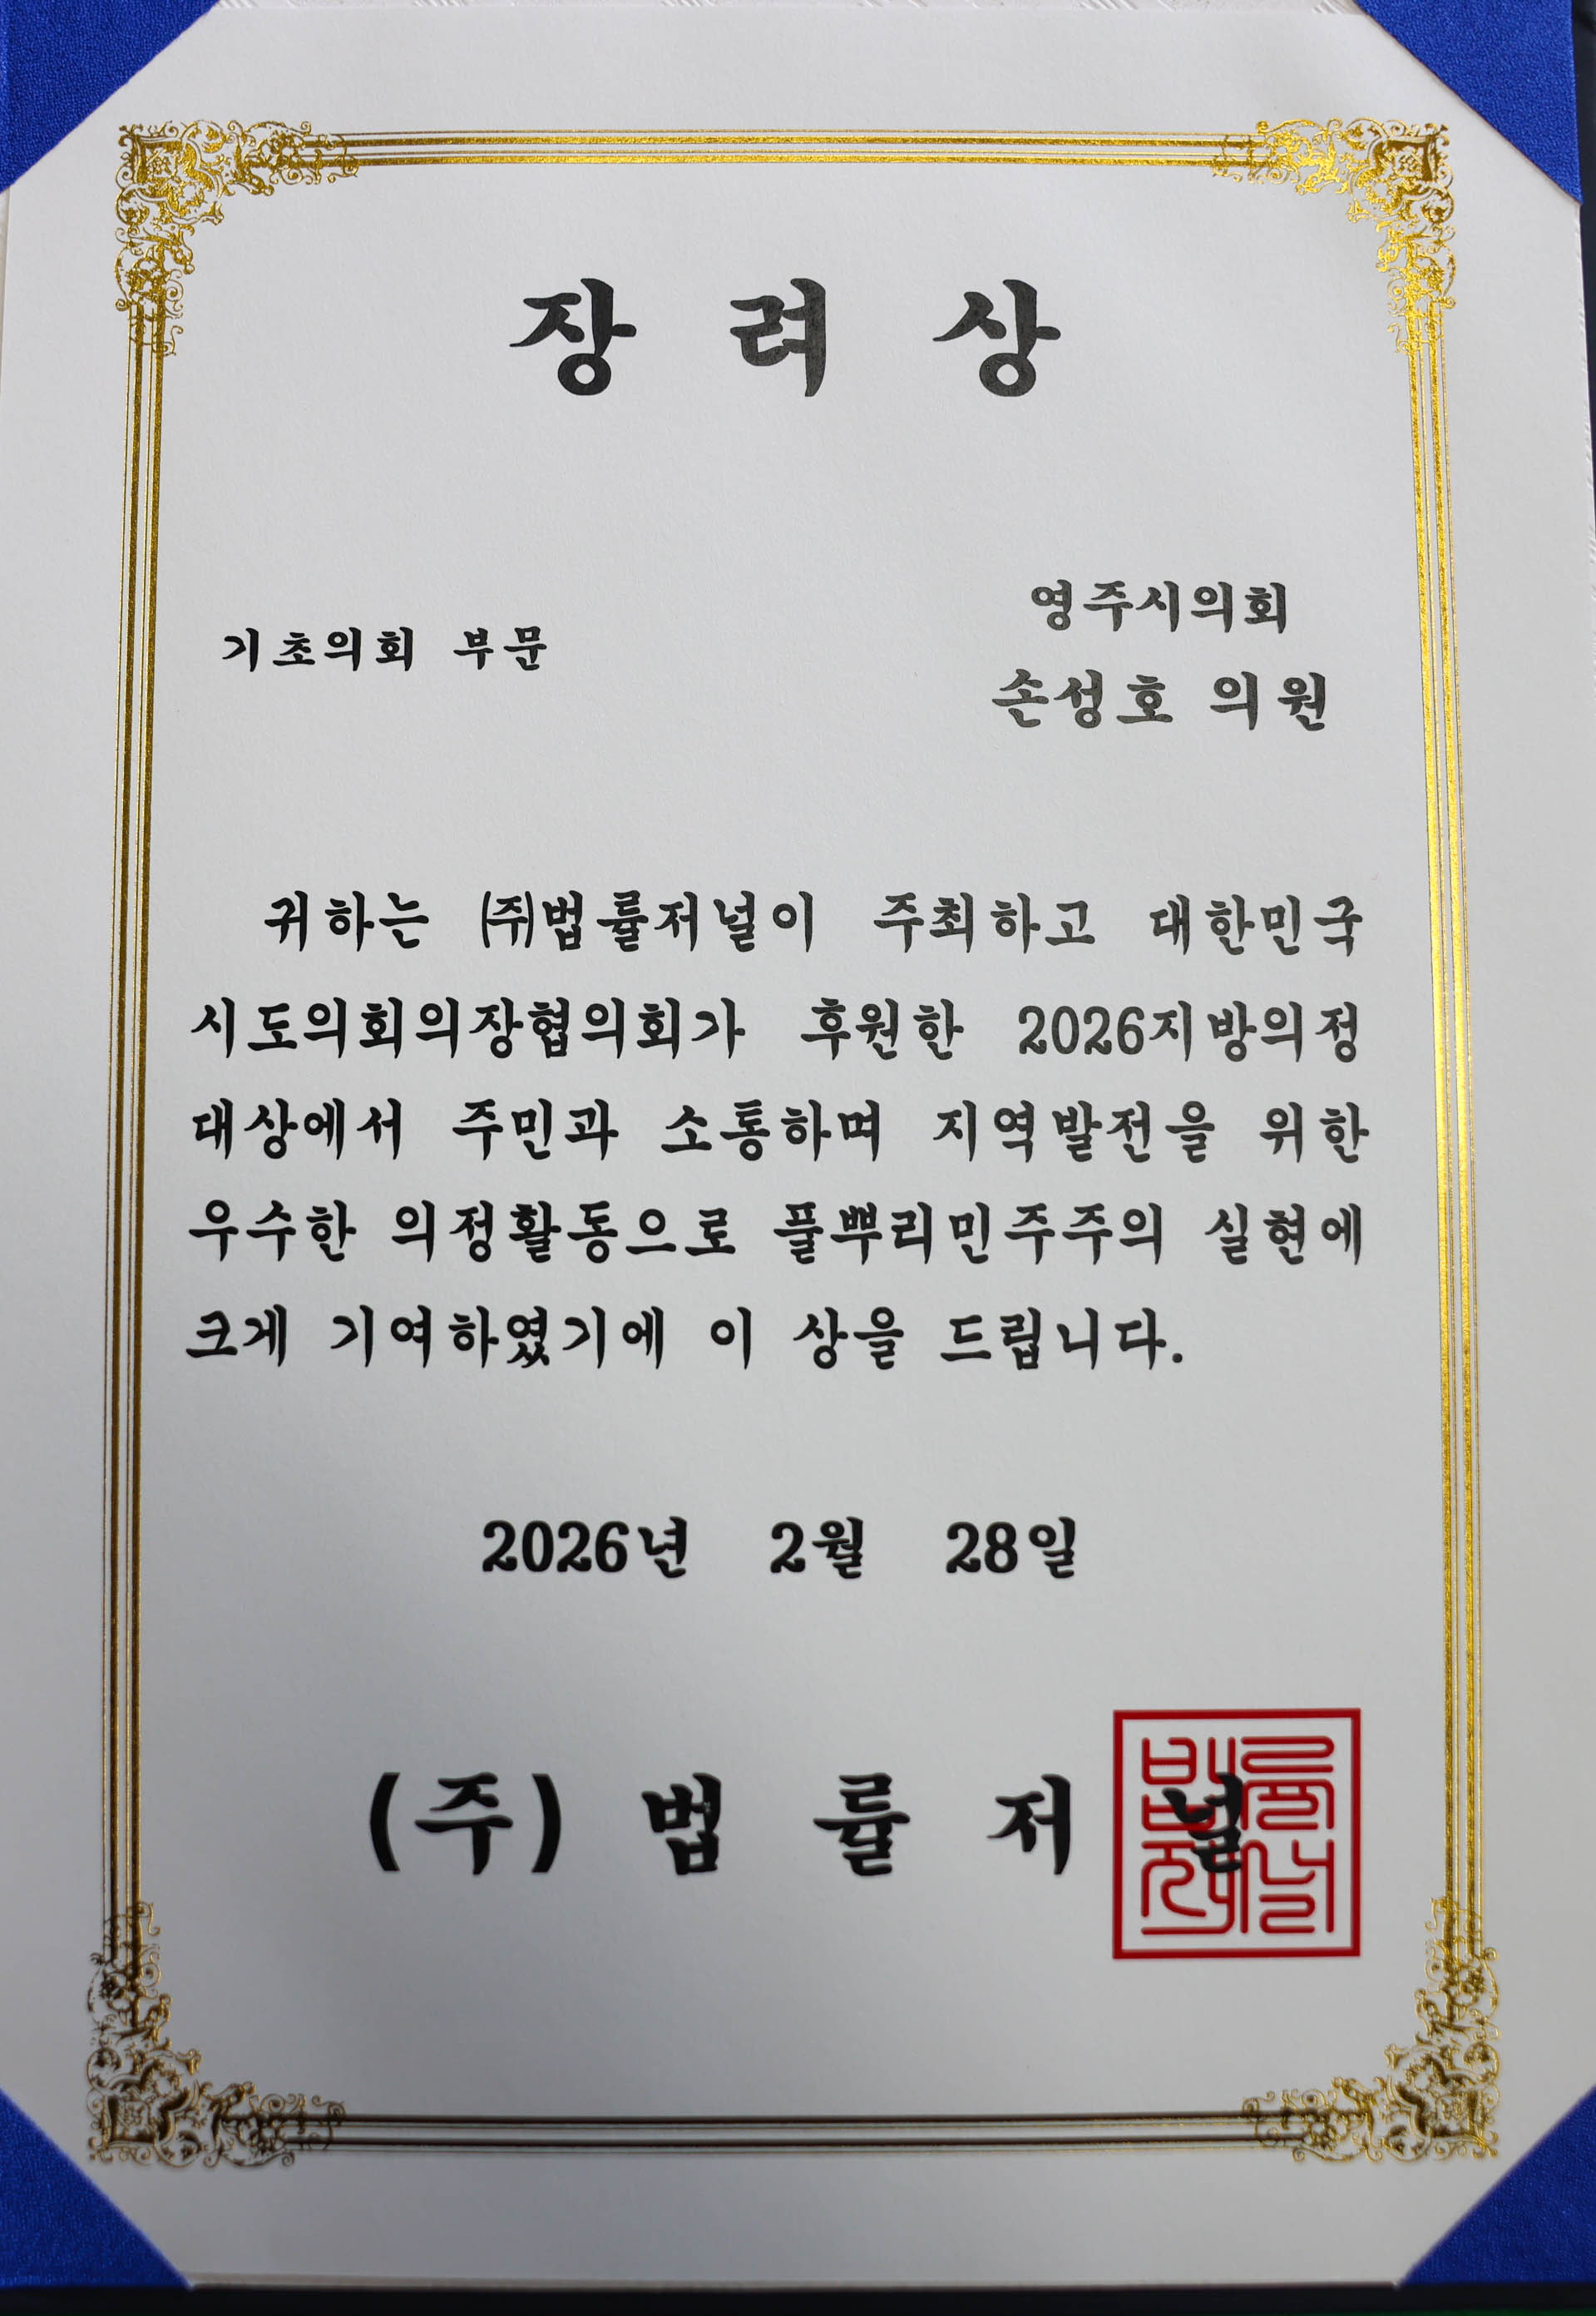 장 려 상
기초의회 부문
영주시의회
손성호 의원
귀하는 ㈜법률저널이 주최하고 대한민국
시도의회의장협의회가 후원한 2026지방의정
대상에서 주민과 소통하며 지역발전을 위한
우수한 의정활동으로 풀뿌리민주주의 실현에
크게 기여하였기에 이 상을 드립니다.
2026년 2월 28일
(주) 법 률 저 널
법률저널